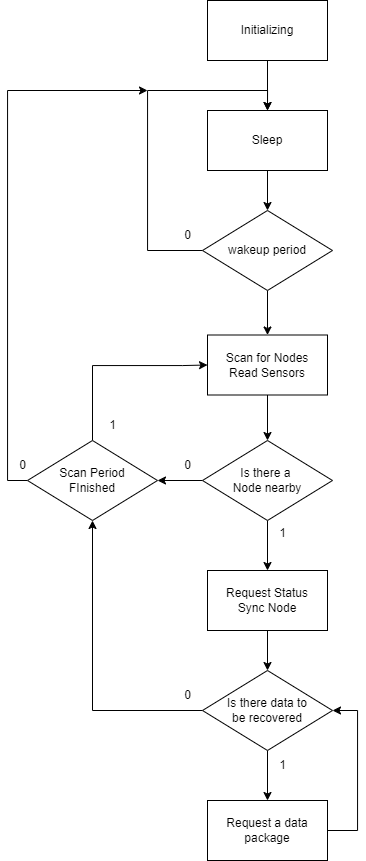 Initializing
Sleep
0
wakeup period
Scan for Nodes
Read Sensors
1
0
Scan Period
FInished
0
Is there a
Node nearby
1
Request Status
Sync Node
0
Is there data to
be recovered
1
Request a data
package